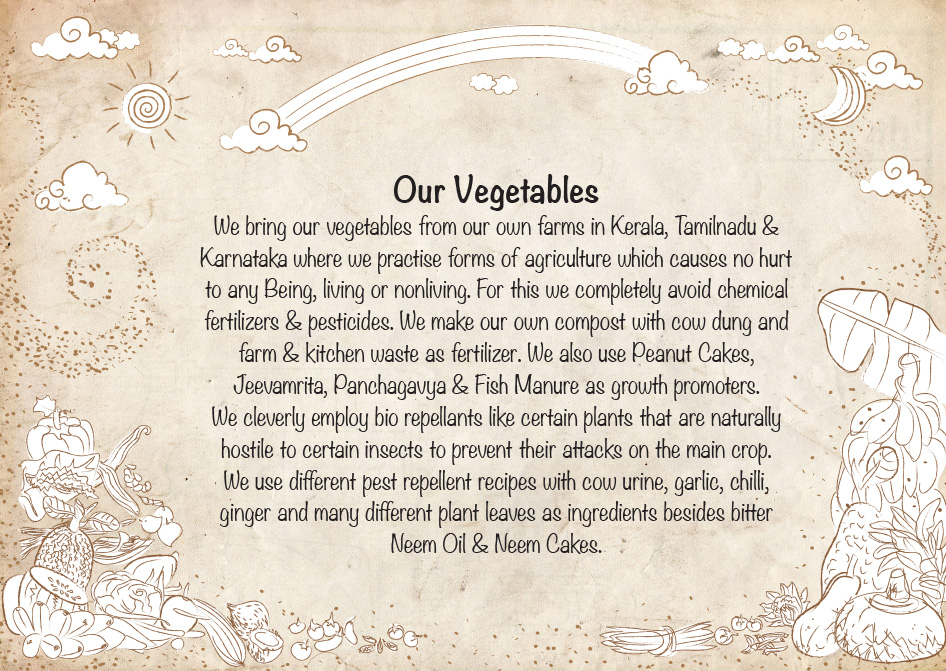 Our Vegetables
We bring our vegetables from our own farms in Kerala, Tamilnadu &
Karnataka where we practise forms of agriculture which causes no hurt
to any Being, living or nonliving. For this we completely avoid chemical
fertilizers & pesticides. We make our own compost with cow dung and
farm & kitchen waste as fertilizer. We also use Peanut Cakes,
Jeevamrita, Panchagavya & Fish Manure as growth promoters.
We cleverly employ bio repellants like certain plants that are naturally
hostile to certain insects to prevent their attacks on the main crop.
We use different pest repellent recipes with cow urine, garlic, chilli,
ginger and many different plant leaves as ingredients besides bitter
Neem Oil & Neem Cakes.